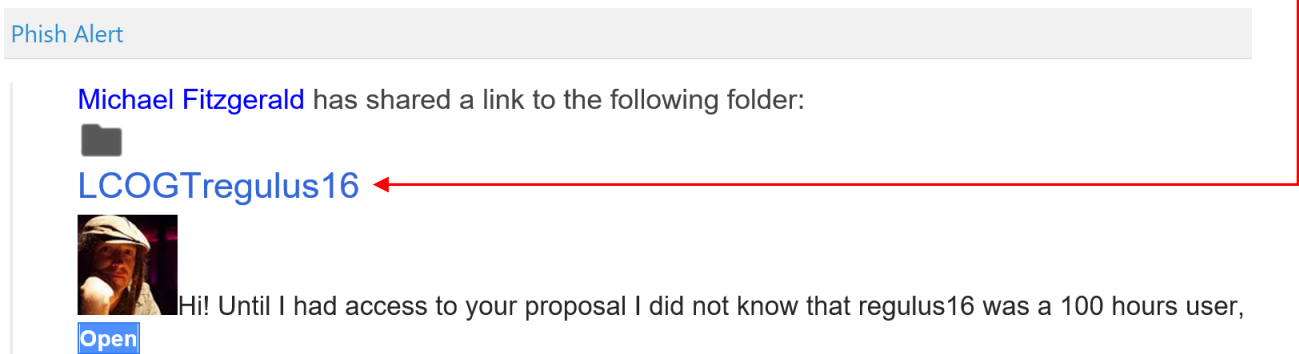 Phish Alert
Michael Fitzgerald has shared a link to the following folder:
LCOGTregulus16
Hi! Until I had access to your proposal I did not know that regulus16 was a 100 hours user,
Open